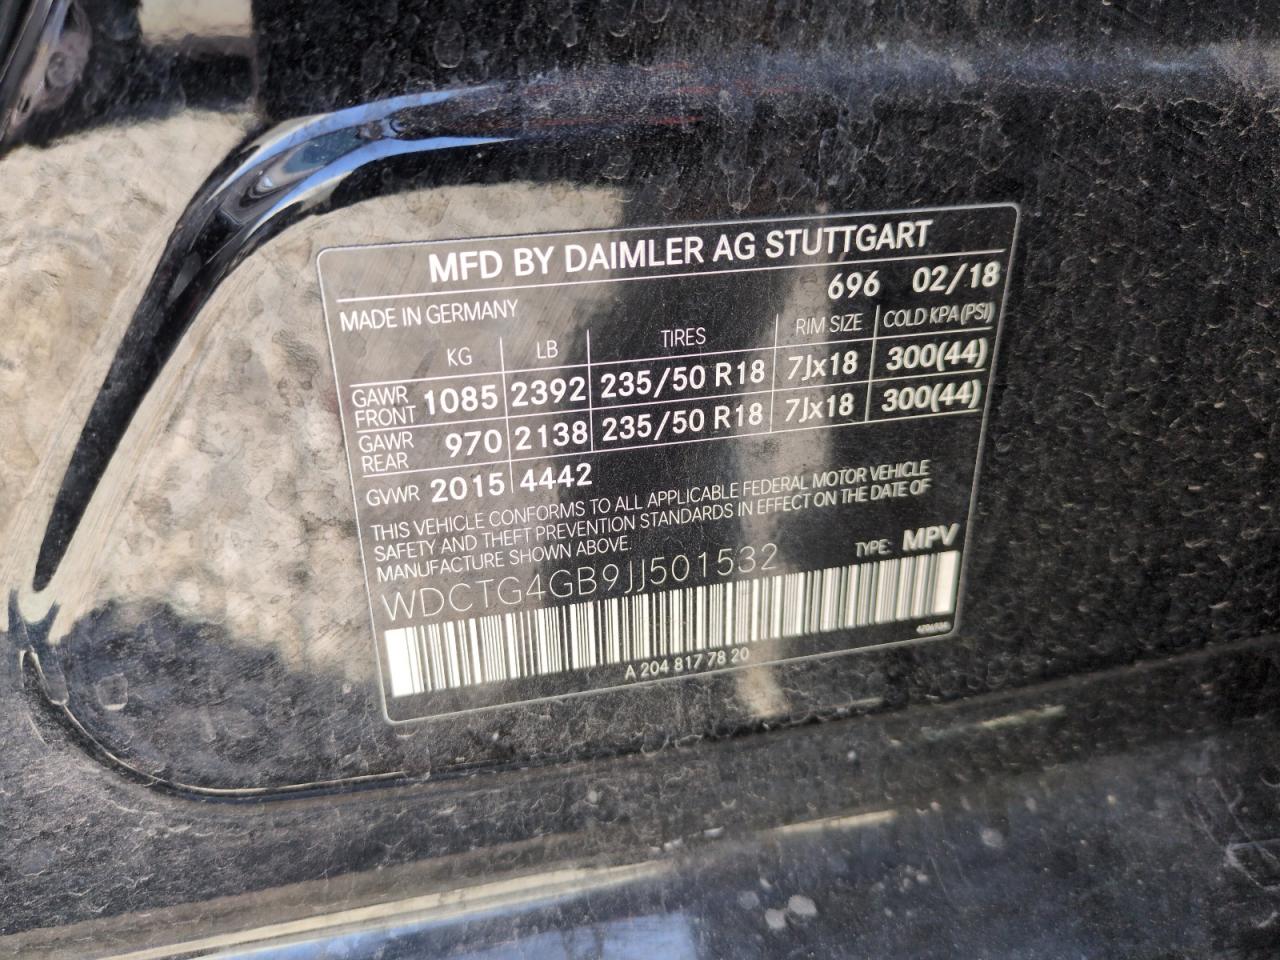 MFD BY DAIMLER AG STUTTGART
696 02/18
MADE IN GERMANY
KG LB TIRES RIM SIZE COLD KPA (PSI)
GAWR FRONT 1085 2392 235/50 R18 7Jx18 300(44)
GAWR REAR 970 2138 235/50 R18 7Jx18 300(44)
GVWR 2015 4442
THIS VEHICLE CONFORMS TO ALL APPLICABLE FEDERAL MOTOR VEHICLE
SAFETY AND THEFT PREVENTION STANDARDS IN EFFECT ON THE DATE OF
MANUFACTURE SHOWN ABOVE.
TYPE: MPV
WDCTG4GB9JJ501532
A 204 817 78 20